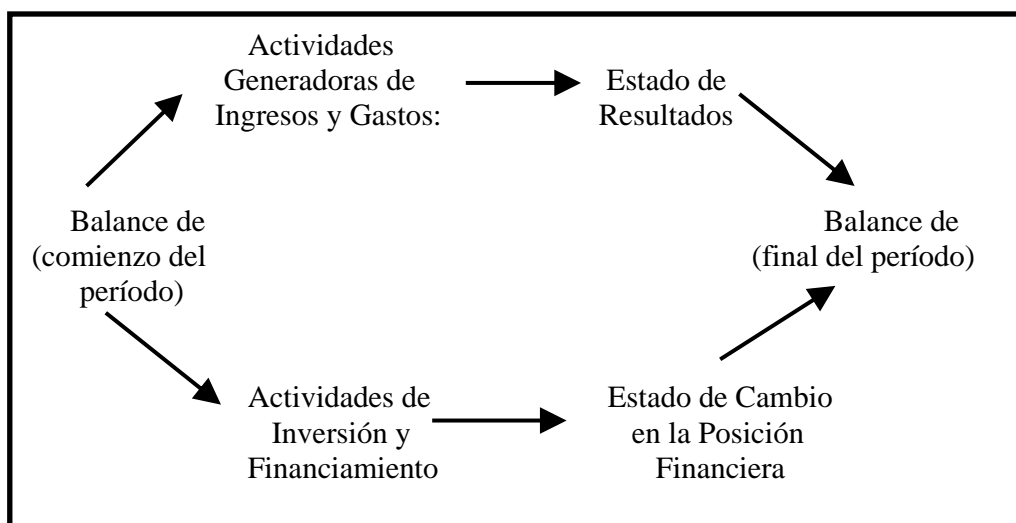 Actividades
Generadoras de
Ingresos y Gastos:
Estado de
Resultados
Balance de
(comienzo del
período)
Balance de
(final del período)
Actividades de
Inversión y
Financiamiento
Estado de Cambio
en la Posición
Financiera